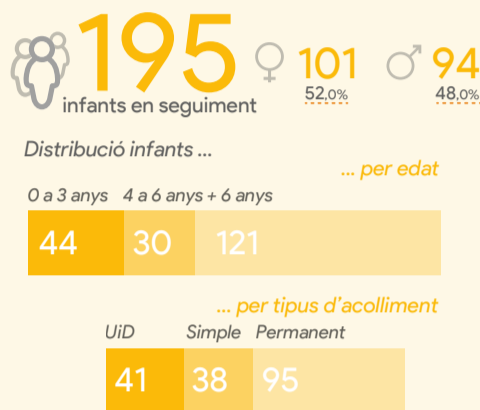 195 101 94
infants en seguiment 52,0% 48,0%
Distribució infants ...
... per edat
0 a 3 anys 4 a 6 anys + 6 anys
44 30 121
... per tipus d'acolliment
UiD Simple Permanent
41 38 95